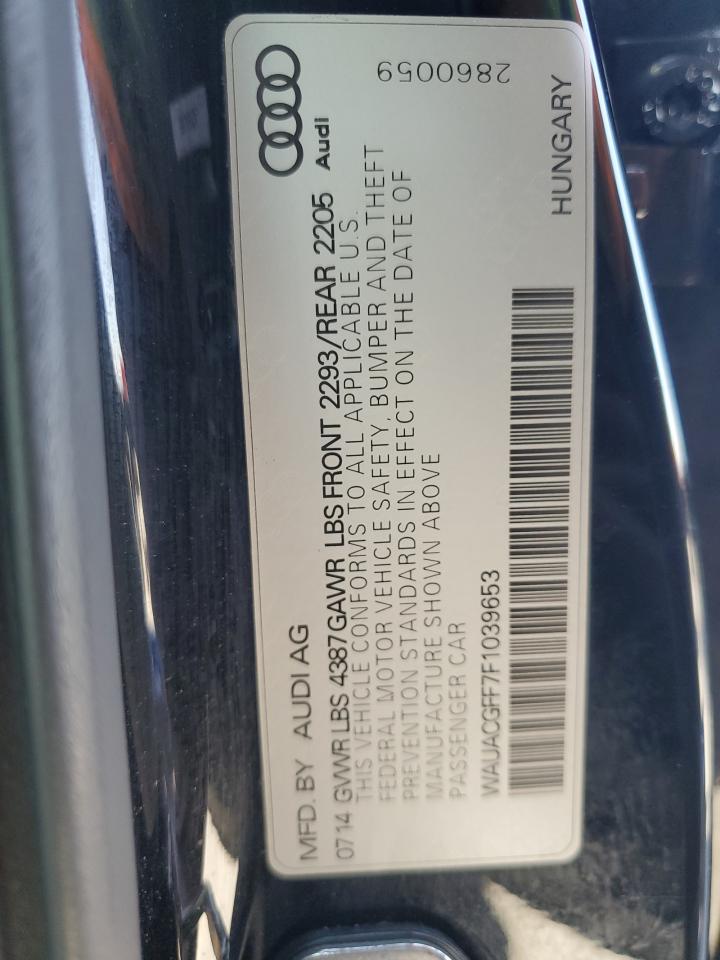 MFD. BY AUDI AG
Audi
0714 GVWR LBS 4387 GAWR LBS FRONT 2293/REAR 2205
THIS VEHICLE CONFORMS TO ALL APPLICABLE U.S.
FEDERAL MOTOR VEHICLE SAFETY, BUMPER AND THEFT
PREVENTION STANDARDS IN EFFECT ON THE DATE OF
MANUFACTURE SHOWN ABOVE
PASSENGER CAR
WAUACGFF7F1039653
HUNGARY
2860059